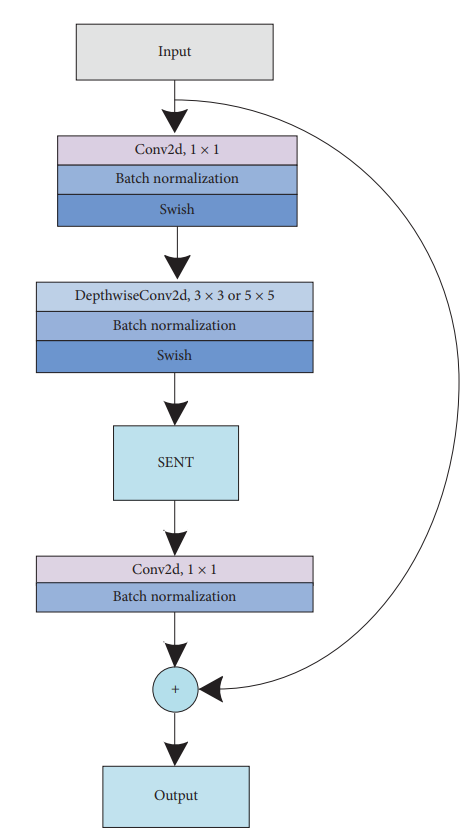 Input
Conv2d, 1 × 1
Batch normalization
Swish
DepthwiseConv2d, 3 × 3 or 5 × 5
Batch normalization
Swish
SENT
Conv2d, 1 × 1
Batch normalization
+
Output